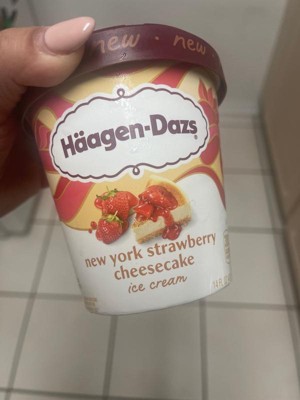 new • new
Häagen-Dazs®
new york strawberry
cheesecake
ice cream